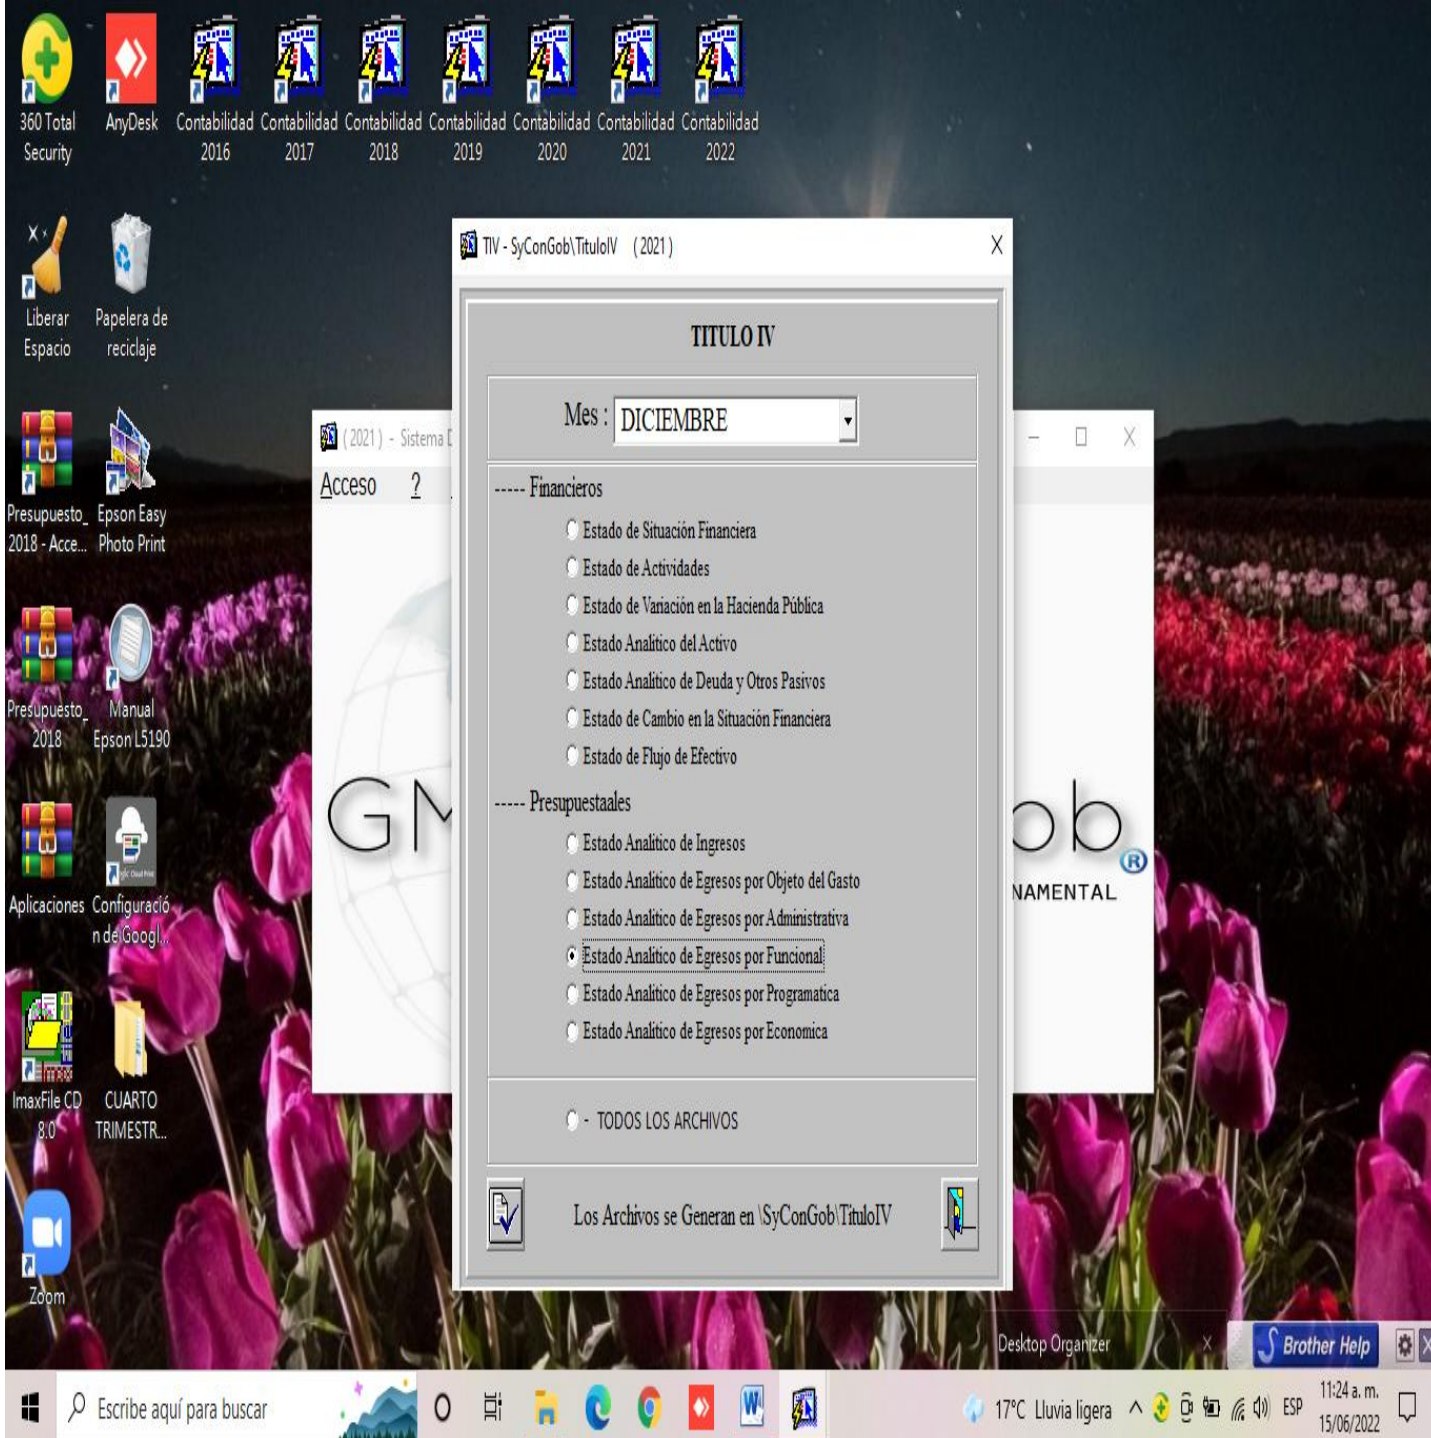 360 Total Security
AnyDesk
Contabilidad 2016
Contabilidad 2017
Contabilidad 2018
Contabilidad 2019
Contabilidad 2020
Contabilidad 2021
Contabilidad 2022
Liberar Espacio
Papelera de reciclaje
Presupuesto_ 2018 - Acce...
Epson Easy Photo Print
Presupuesto_ 2018
Manual Epson L5190
Aplicaciones
Configuració n de Googl...
ImaxFile CD 8.0
CUARTO TRIMESTR...
Zoom
TIV - SyConGob\TituloIV ( 2021 )
X
TITULO IV
Mes : DICIEMBRE
----- Financieros
Estado de Situación Financiera
Estado de Actividades
Estado de Variación en la Hacienda Pública
Estado Analitico del Activo
Estado Analitico de Deuda y Otros Pasivos
Estado de Cambio en la Situación Financiera
Estado de Flujo de Efectivo
----- Presupuestaales
Estado Analitico de Ingresos
Estado Analitico de Egresos por Objeto del Gasto
Estado Analitico de Egresos por Administrativa
Estado Analitico de Egresos por Funcional
Estado Analitico de Egresos por Programatica
Estado Analitico de Egresos por Economica
- TODOS LOS ARCHIVOS
Los Archivos se Generan en \SyConGob\TituloIV
( 2021 ) - Sistema
Acceso ?
GM
ob®
NAMENTAL
Desktop Organizer
Brother Help
Escribe aquí para buscar
17°C Lluvia ligera
ESP
11:24 a. m.
15/06/2022